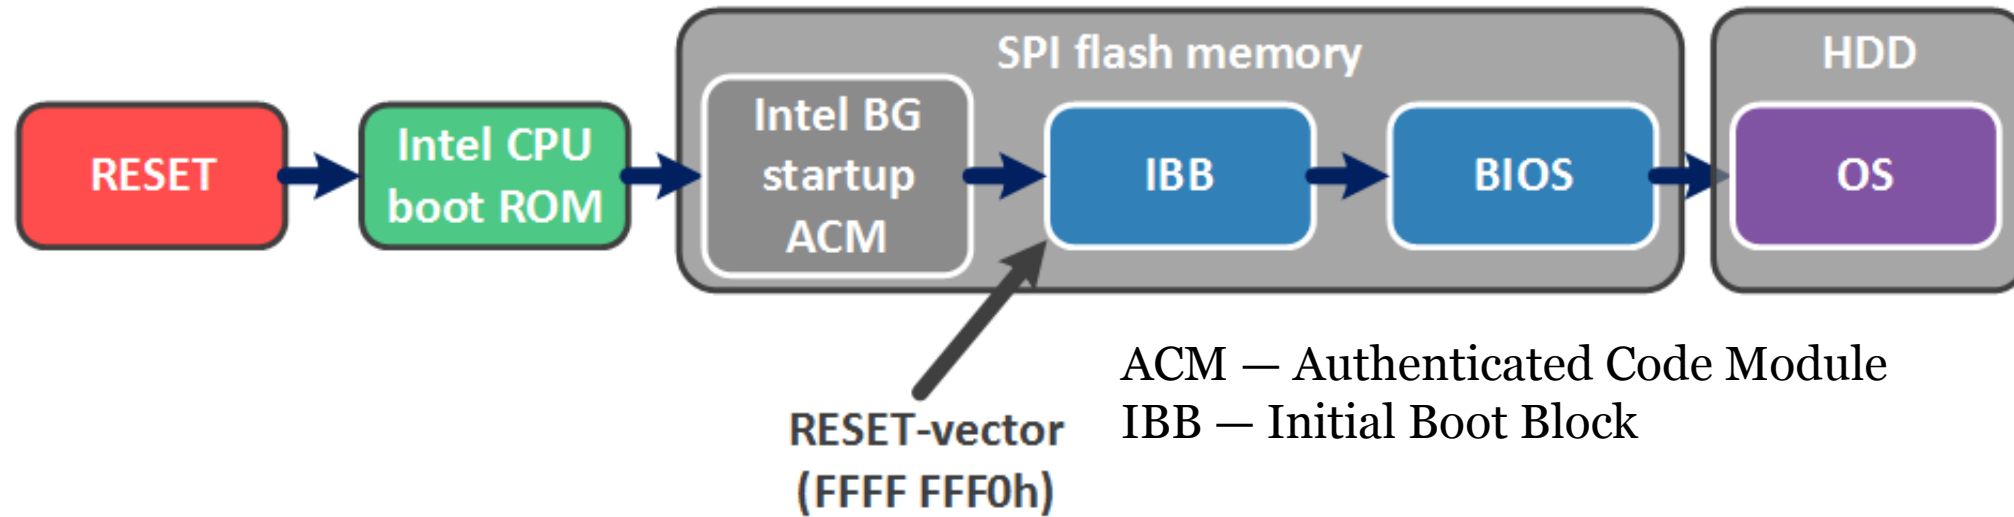 SPI flash memory
HDD
RESET
Intel CPU
boot ROM
Intel BG
startup
ACM
IBB
BIOS
OS
RESET-vector
(FFFF FFF0h)
ACM — Authenticated Code Module
IBB — Initial Boot Block